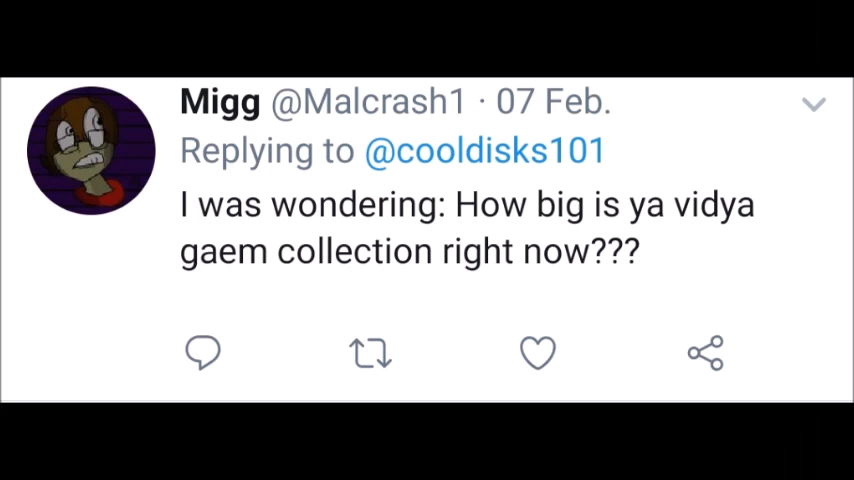 Migg @Malcrash1 · 07 Feb.
Replying to @cooldisks101
I was wondering: How big is ya vidya
gaem collection right now???